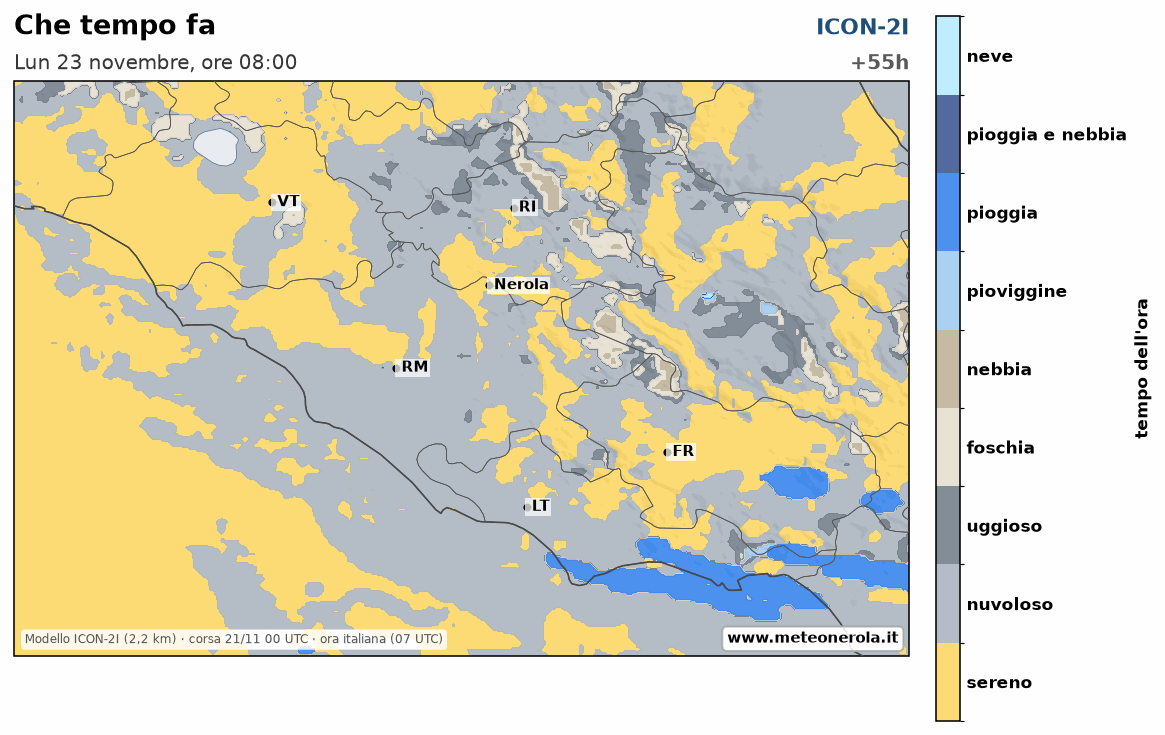 Che tempo fa
ICON-2I
Lun 23 novembre, ore 08:00
+55h
neve
pioggia e nebbia
pioggia
pioviggine
nebbia
foschia
uggioso
nuvoloso
sereno
tempo dell'ora
VT
RI
Nerola
RM
FR
LT
Modello ICON-2I (2,2 km) · corsa 21/11 00 UTC · ora italiana (07 UTC)
www.meteonerola.it